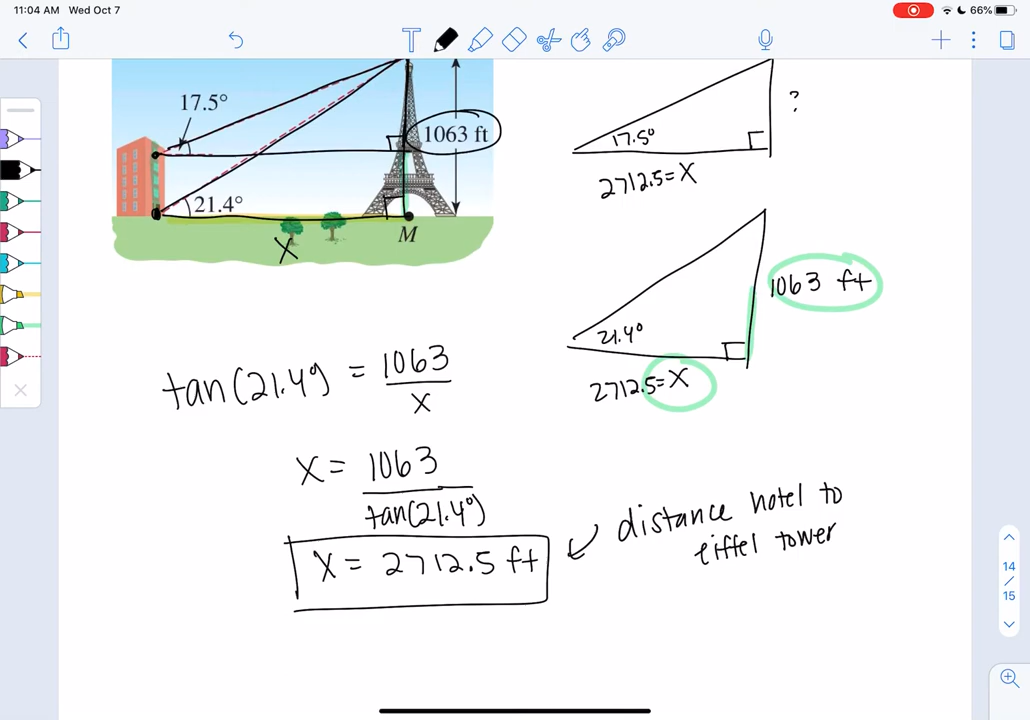 11:04 AM Wed Oct 7
66%
T
17.5°
1063 ft
21.4°
M
X
17.5°
?
2712.5=X
21.4°
1063 ft
2712.5=X
tan(21.4°) = 1063
X
X = 1063
tan(21.4°)
X = 2712.5 ft
distance hotel to
eiffel tower
14
/
15